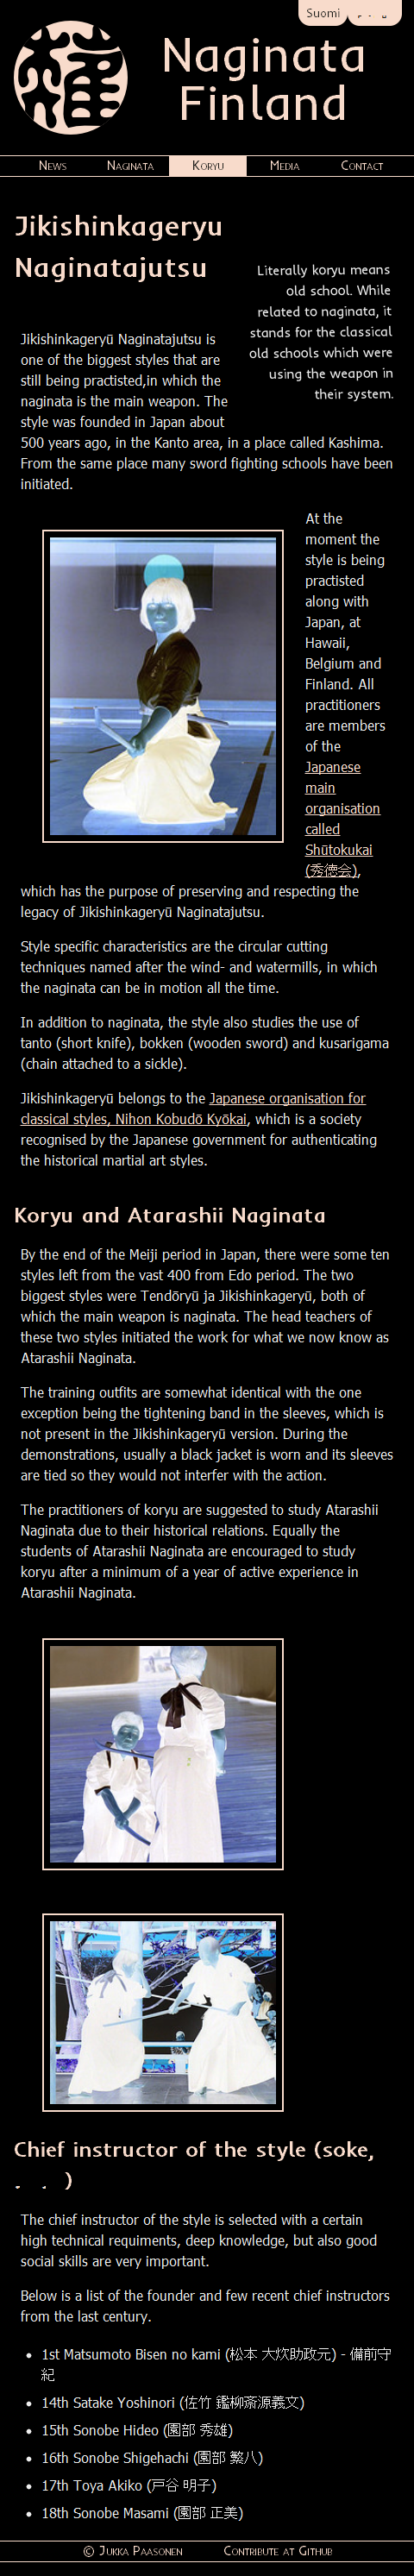 Suomi
Naginata
Finland
News Naginata Koryu Media Contact
Jikishinkageryu
Naginatajutsu
Literally koryu means
old school. While
related to naginata, it
stands for the classical
old schools which were
using the weapon in
their system.
Jikishinkageryū Naginatajutsu is
one of the biggest styles that are
still being practisted,in which the
naginata is the main weapon. The
style was founded in Japan about
500 years ago, in the Kanto area, in a place called Kashima.
From the same place many sword fighting schools have been
initiated.
At the
moment the
style is being
practisted
along with
Japan, at
Hawaii,
Belgium and
Finland. All
practitioners
are members
of the
Japanese
main
organisation
called
Shūtokukai
(秀徳会),
which has the purpose of preserving and respecting the
legacy of Jikishinkageryū Naginatajutsu.
Style specific characteristics are the circular cutting
techniques named after the wind- and watermills, in which
the naginata can be in motion all the time.
In addition to naginata, the style also studies the use of
tanto (short knife), bokken (wooden sword) and kusarigama
(chain attached to a sickle).
Jikishinkageryū belongs to the Japanese organisation for
classical styles, Nihon Kobudō Kyōkai, which is a society
recognised by the Japanese government for authenticating
the historical martial art styles.
Koryu and Atarashii Naginata
By the end of the Meiji period in Japan, there were some ten
styles left from the vast 400 from Edo period. The two
biggest styles were Tendōryū ja Jikishinkageryū, both of
which the main weapon is naginata. The head teachers of
these two styles initiated the work for what we now know as
Atarashii Naginata.
The training outfits are somewhat identical with the one
exception being the tightening band in the sleeves, which is
not present in the Jikishinkageryū version. During the
demonstrations, usually a black jacket is worn and its sleeves
are tied so they would not interfer with the action.
The practitioners of koryu are suggested to study Atarashii
Naginata due to their historical relations. Equally the
students of Atarashii Naginata are encouraged to study
koryu after a minimum of a year of active experience in
Atarashii Naginata.
Chief instructor of the style (soke,
)
The chief instructor of the style is selected with a certain
high technical requiments, deep knowledge, but also good
social skills are very important.
Below is a list of the founder and few recent chief instructors
from the last century.
• 1st Matsumoto Bisen no kami (松本 大炊助政元) - 備前守
紀
• 14th Satake Yoshinori (佐竹 鑑柳斎源義文)
• 15th Sonobe Hideo (園部 秀雄)
• 16th Sonobe Shigehachi (園部 繁八)
• 17th Toya Akiko (戸谷 明子)
• 18th Sonobe Masami (園部 正美)
© Jukka Paasonen Contribute at Github